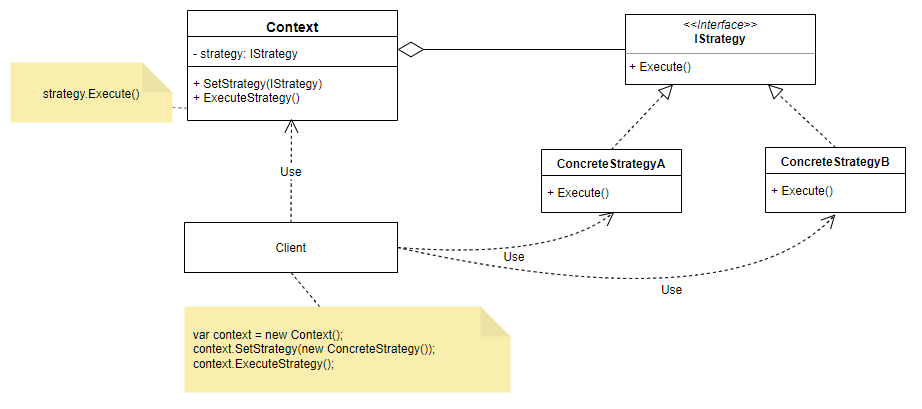 Context
- strategy: IStrategy
+ SetStrategy(IStrategy)
+ ExecuteStrategy()
<<Interface>>
IStrategy
+ Execute()
strategy.Execute()
ConcreteStrategyA
+ Execute()
ConcreteStrategyB
+ Execute()
Use
Client
Use
Use
var context = new Context();
context.SetStrategy(new ConcreteStrategy());
context.ExecuteStrategy();